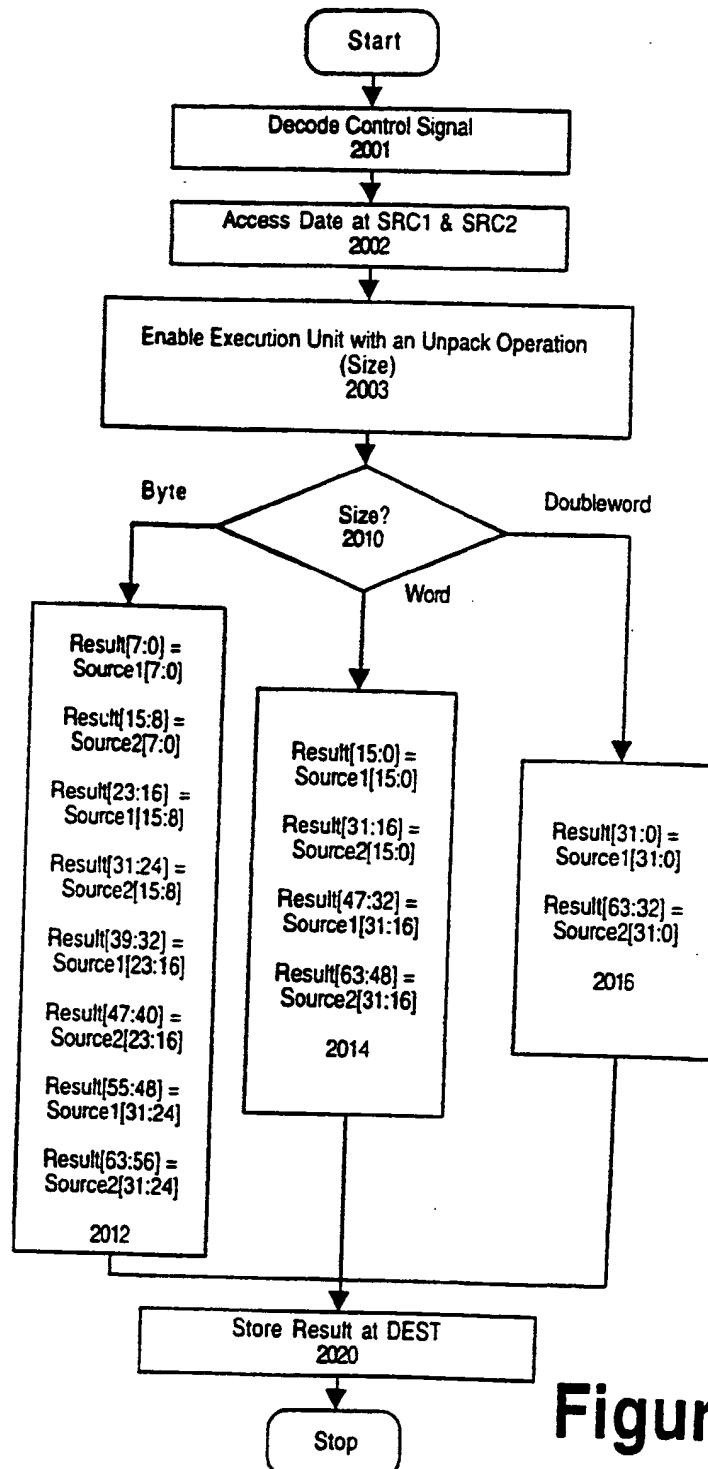 Start
Decode Control Signal
2001
Access Date at SRC1 & SRC2
2002
Enable Execution Unit with an Unpack Operation
(Size)
2003
Byte
Size?
2010
Doubleword
Word
Result[7:0] =
Source1[7:0]
Result[15:8] =
Source2[7:0]
Result[23:16] =
Source1[15:8]
Result[31:24] =
Source2[15:8]
Result[39:32] =
Source1[23:16]
Result[47:40] =
Source2[23:16]
Result[55:48] =
Source1[31:24]
Result[63:56] =
Source2[31:24]
2012
Result[15:0] =
Source1[15:0]
Result[31:16] =
Source2[15:0]
Result[47:32] =
Source1[31:16]
Result[63:48] =
Source2[31:16]
2014
Result[31:0] =
Source1[31:0]
Result[63:32] =
Source2[31:0]
2016
Store Result at DEST
2020
Stop
Figur